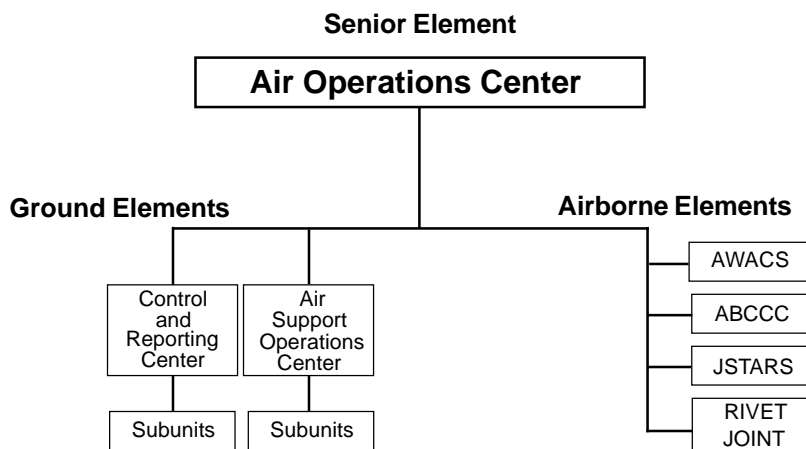 Senior Element
Air Operations Center
Ground Elements
Airborne Elements
Control
and
Reporting
Center
Air
Support
Operations
Center
Subunits
Subunits
AWACS
ABCCC
JSTARS
RIVET
JOINT